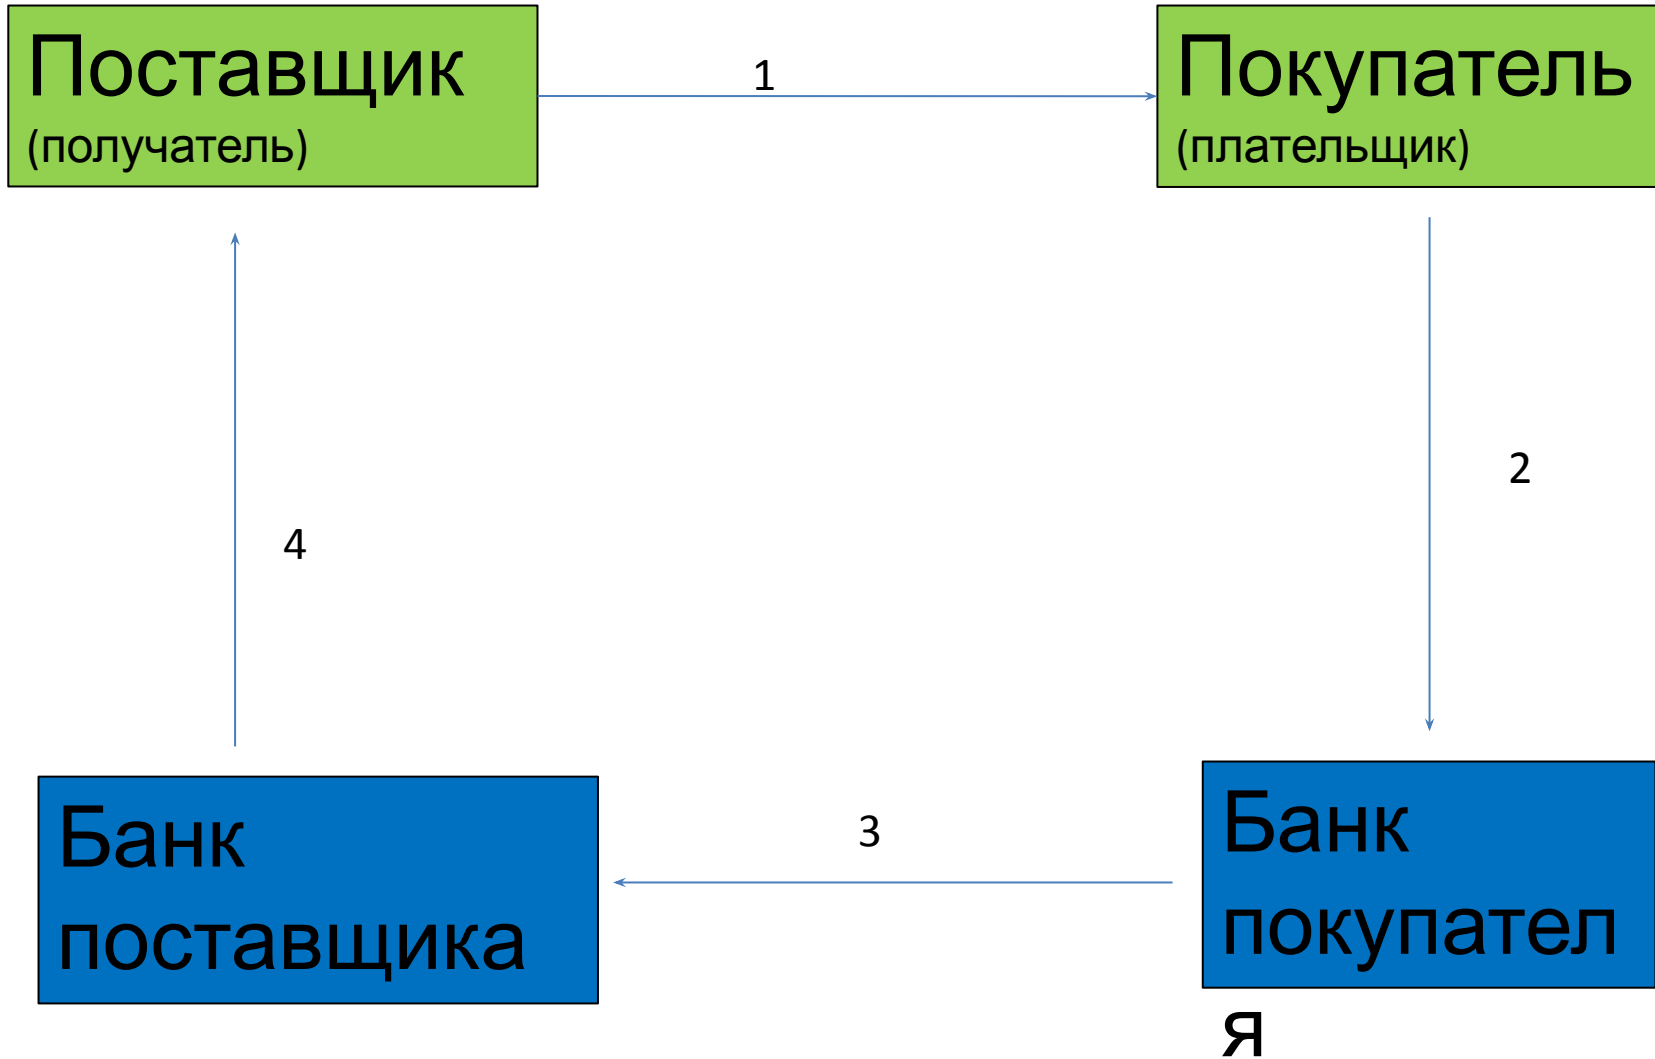 Поставщик
(получатель)
1
Покупатель
(плательщик)
2
4
3
Банк
поставщика
Банк
покупател
я